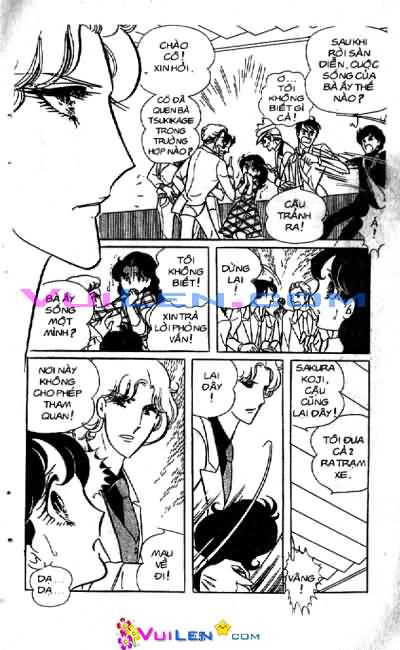 CHÀO
CÔ!
XIN HỎI.
CÔ ĐÃ
QUEN BÀ
TSUKIKAGE
TRONG
TRƯỜNG
HỢP NÀO?
Ơ...
TÔI
KHÔNG
BIẾT GÌ
CẢ!
SAU KHI
RỜI SÀN
DIỄN, CUỘC
SỐNG CỦA
BÀ ẤY THẾ
NÀO?
CẬU
TRÁNH
RA!
Á!
BÀ ẤY
SỐNG
MỘT
MÌNH?
TÔI
KHÔNG
BIẾT!
XIN TRẢ
LỜI PHỎNG
VẤN!
DỪNG
LẠI!
VUILEN.COM
NƠI NÀY
KHÔNG
CHO PHÉP
THAM
QUAN!
MAU
VỀ
ĐI!
DẠ...
DẠ...
LẠI
ĐÂY!
SAKURA
KOJI,
CẬU
CŨNG
LẠI ĐÂY!
TÔI ĐƯA
CẢ 2
RA TRẠM
XE.
VÂNG!
VUILEN.COM